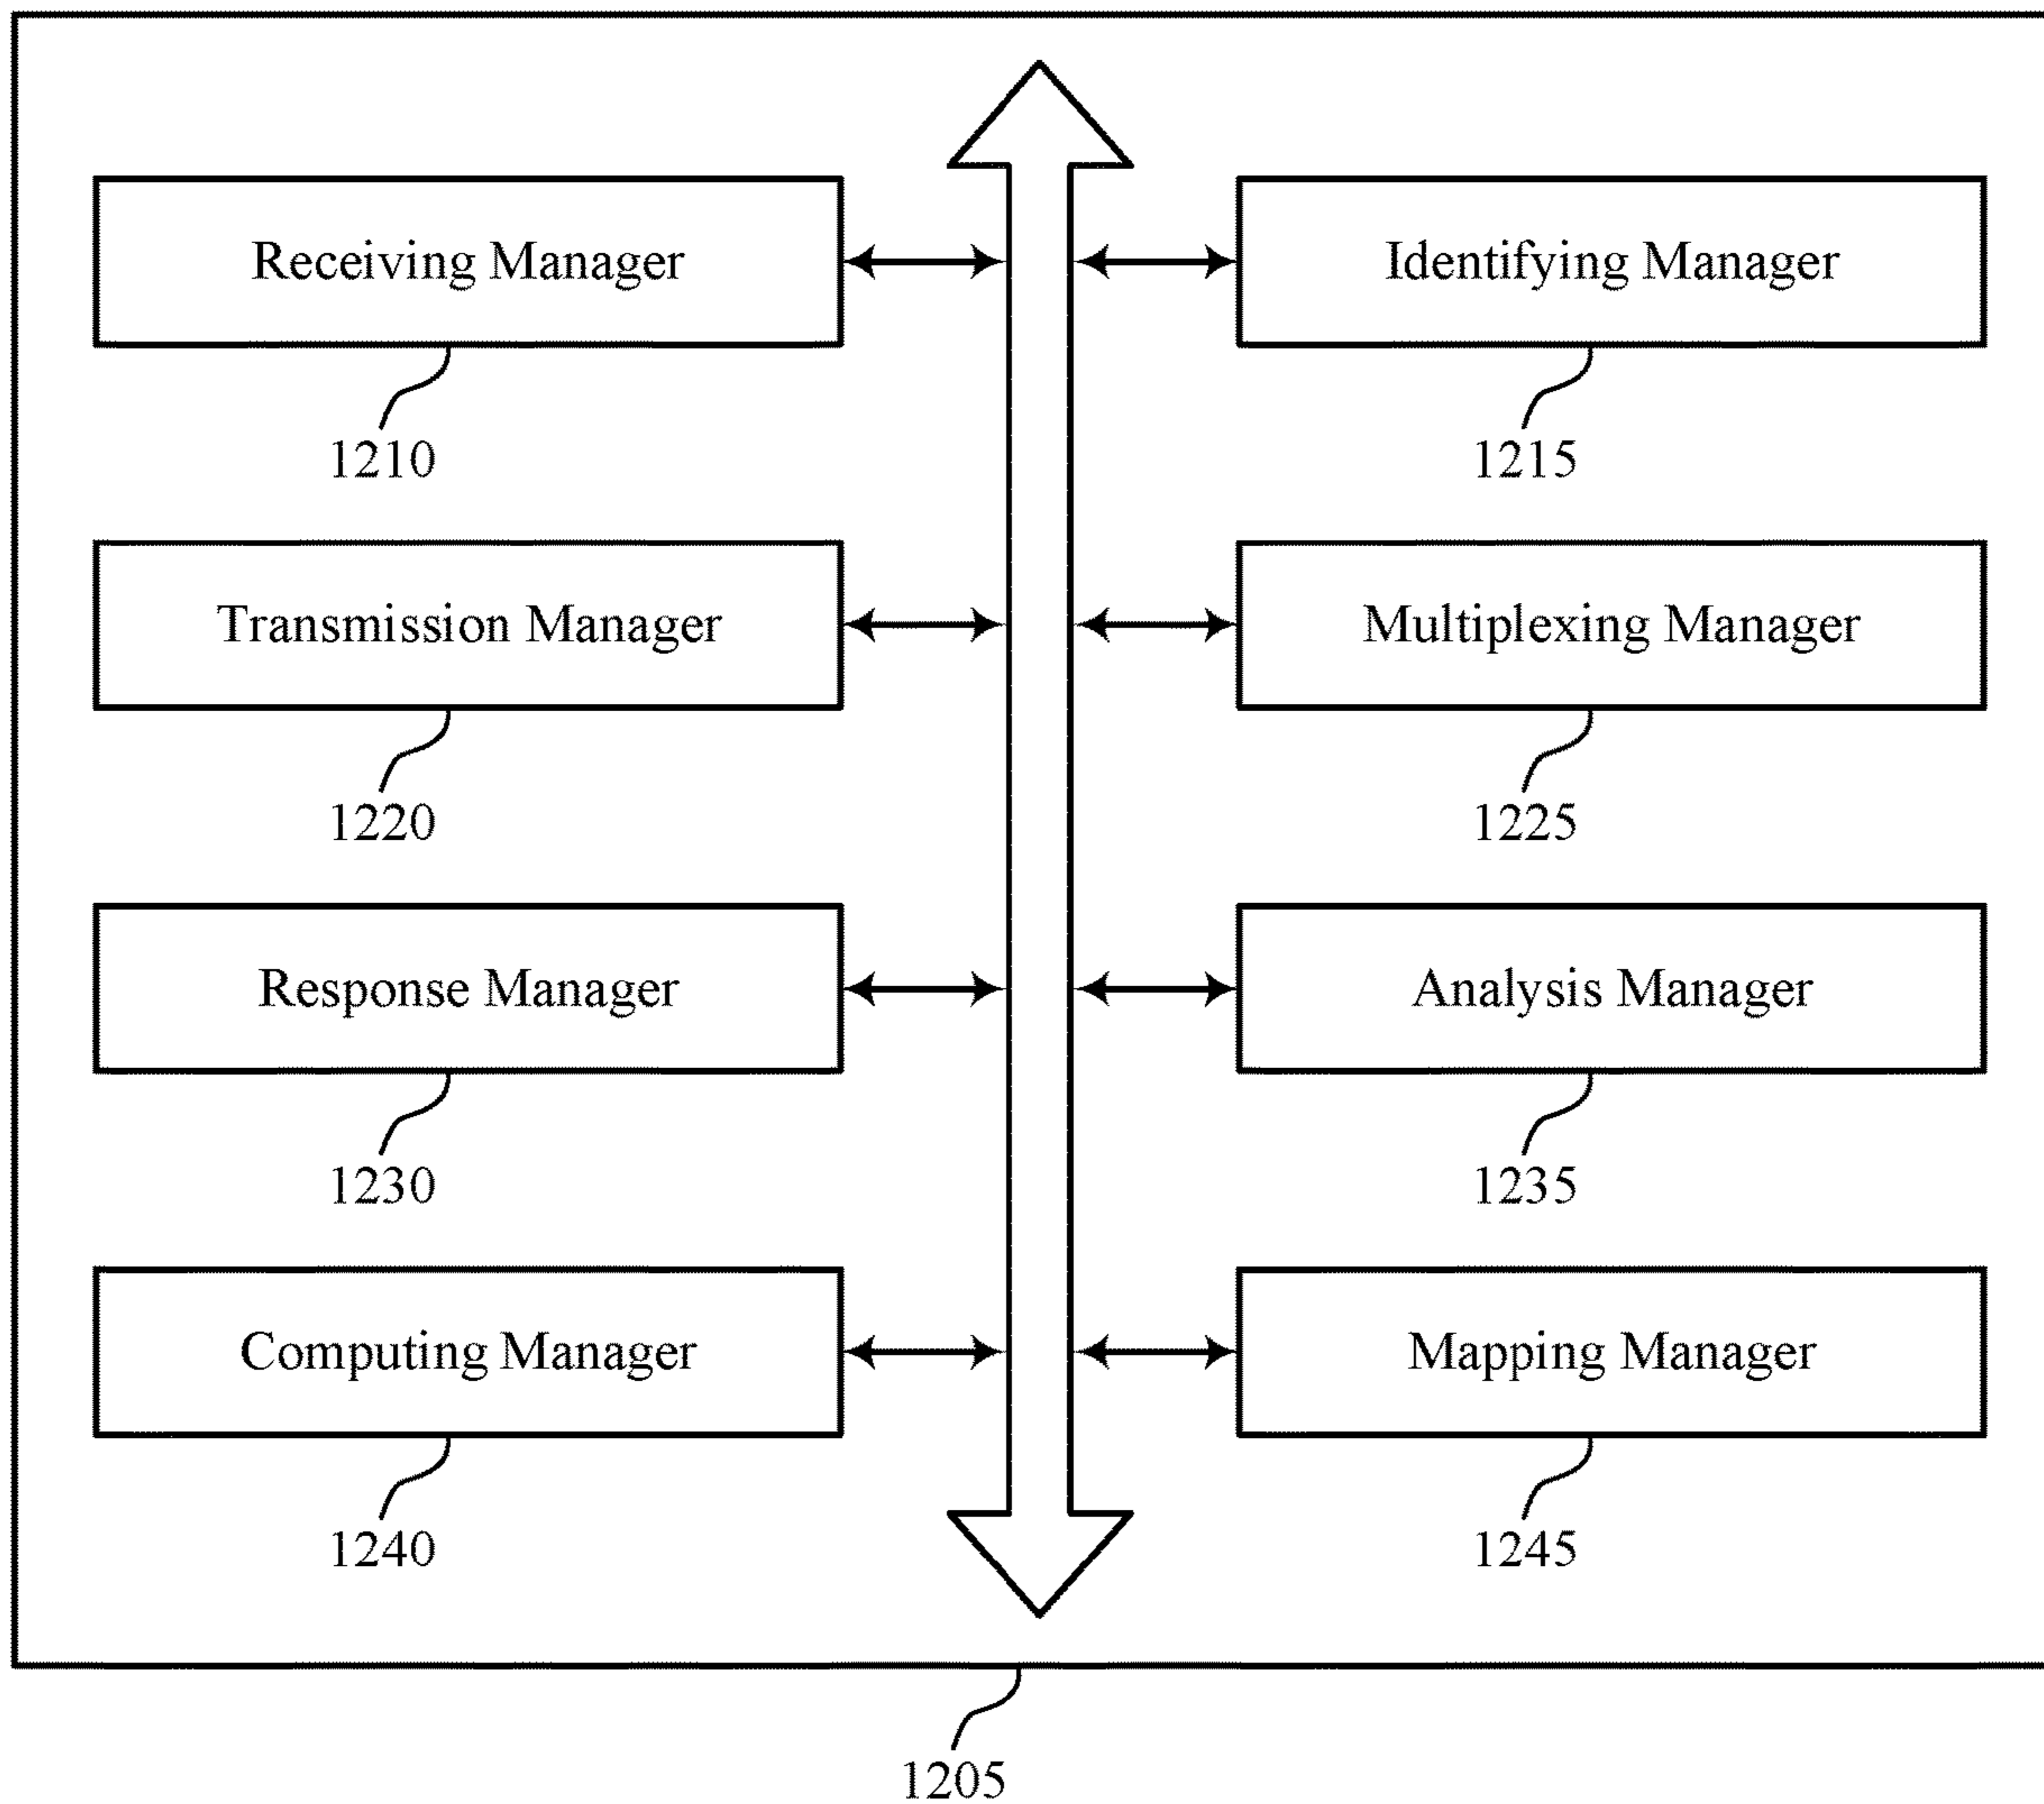 Receiving Manager
Identifying Manager
1210
1215
Transmission Manager
Multiplexing Manager
1220
1225
Response Manager
Analysis Manager
1230
1235
Computing Manager
Mapping Manager
1240
1245
1205